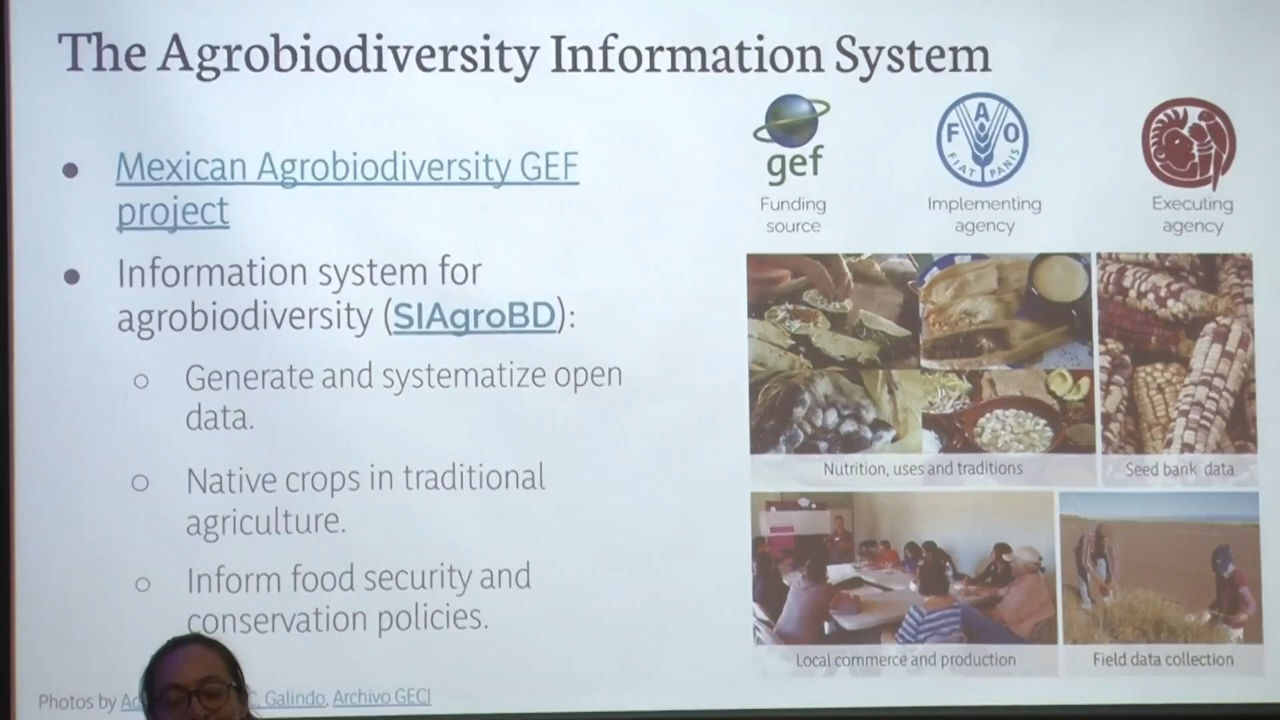 The Agrobiodiversity Information System
Mexican Agrobiodiversity GEF
project
Information system for
agrobiodiversity (SIAgroBD):
Generate and systematize open
data.
Native crops in traditional
agriculture.
Inform food security and
conservation policies.
Photos by
Galindo, Archivo GECI
gef
Funding
source
F A O
FIAT PANIS
Implementing
agency
Executing
agency
Nutrition, uses and traditions
Seed bank data
Local commerce and production
Field data collection